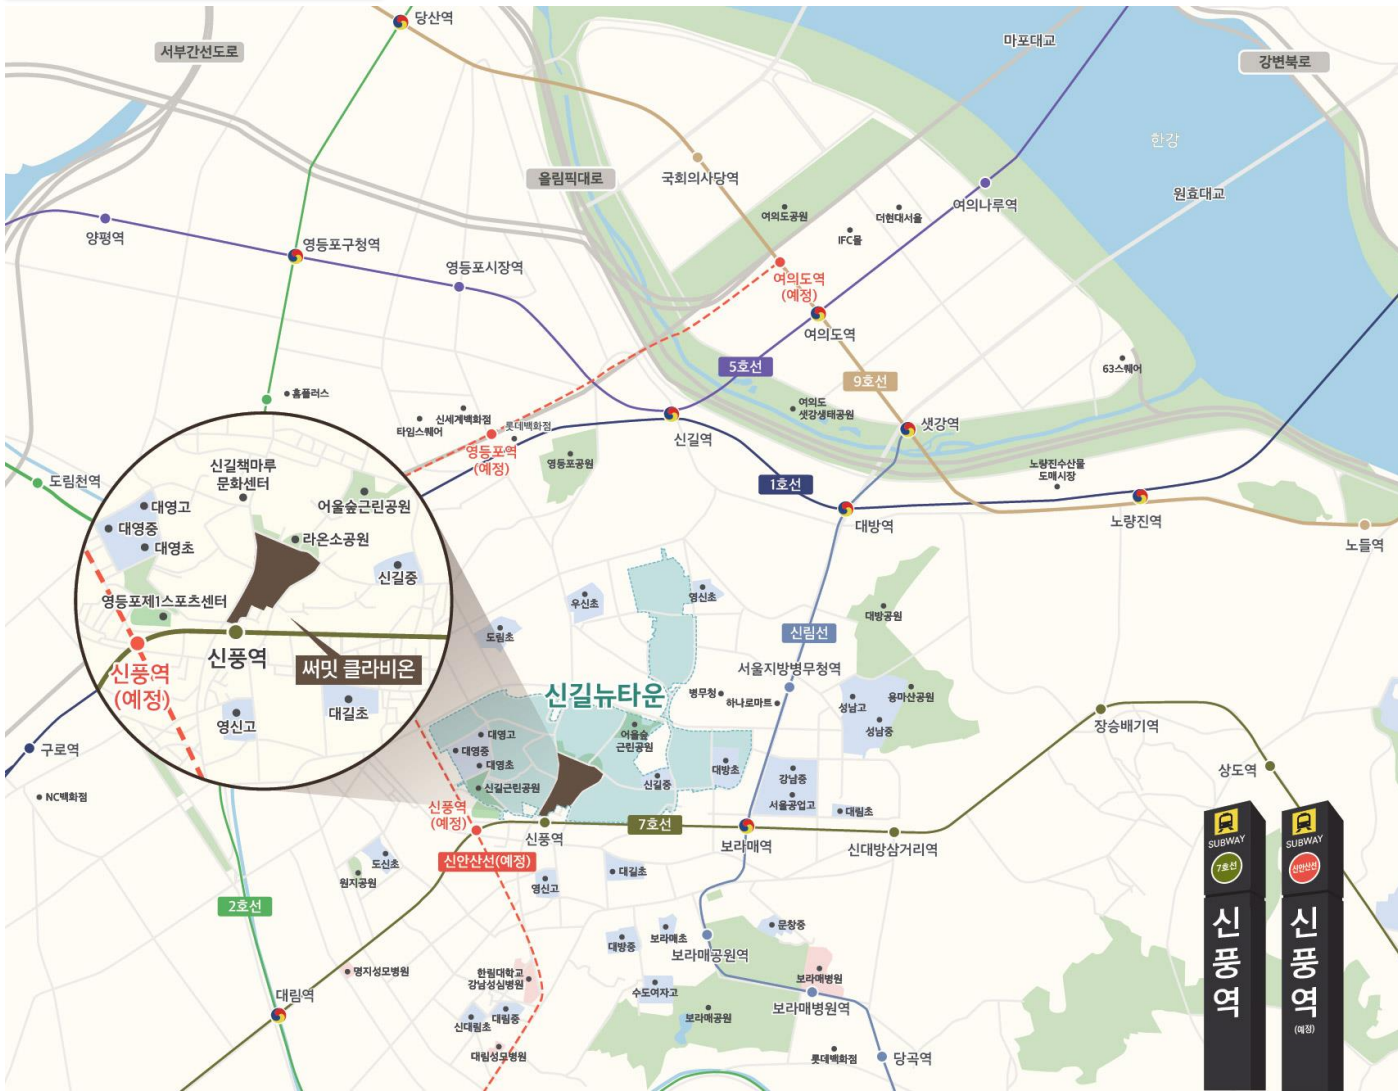 당산역
서부간선도로
마포대교
강변북로
한강
원효대교
올림픽대로
국회의사당역
여의나루역
여의도공원
더현대서울
IFC몰
양평역
영등포구청역
영등포시장역
여의도역
(예정)
여의도역
5호선
9호선
63스퀘어
홈플러스
신세계백화점
타임스퀘어
롯데백화점
영등포역
(예정)
영등포공원
신길역
여의도
샛강생태공원
샛강역
1호선
대방역
노량진수산물
도매시장
노량진역
노들역
도림천역
신길책마루
문화센터
어울숲근린공원
대영고
대영중
대영초
라온소공원
신길중
영등포제1스포츠센터
신풍역
신풍역
(예정)
써밋 클라비온
영신고
대길초
우신초
영신초
도림초
대방공원
신림선
서울지방병무청역
병무청
하나로마트
신길뉴타운
용마산공원
성남고
성남중
어울숲
근린공원
대영고
대영중
대영초
신길근린공원
신길중
대방초
강남중
서울공업고
대림초
장승배기역
상도역
구로역
NC백화점
신풍역
(예정)
신풍역
7호선
보라매역
신대방삼거리역
신안산선(예정)
도신초
원지공원
영신고
대길초
2호선
대방중
보라매초
보라매공원역
문창중
명지성모병원
한림대학교
강남성심병원
수도여자고
보라매병원
보라매병원역
대림역
신대림초
대림중
보라매공원
대림성모병원
롯데백화점
당곡역
SUBWAY
7호선
신풍역
SUBWAY
신안산선
신풍역
(예정)